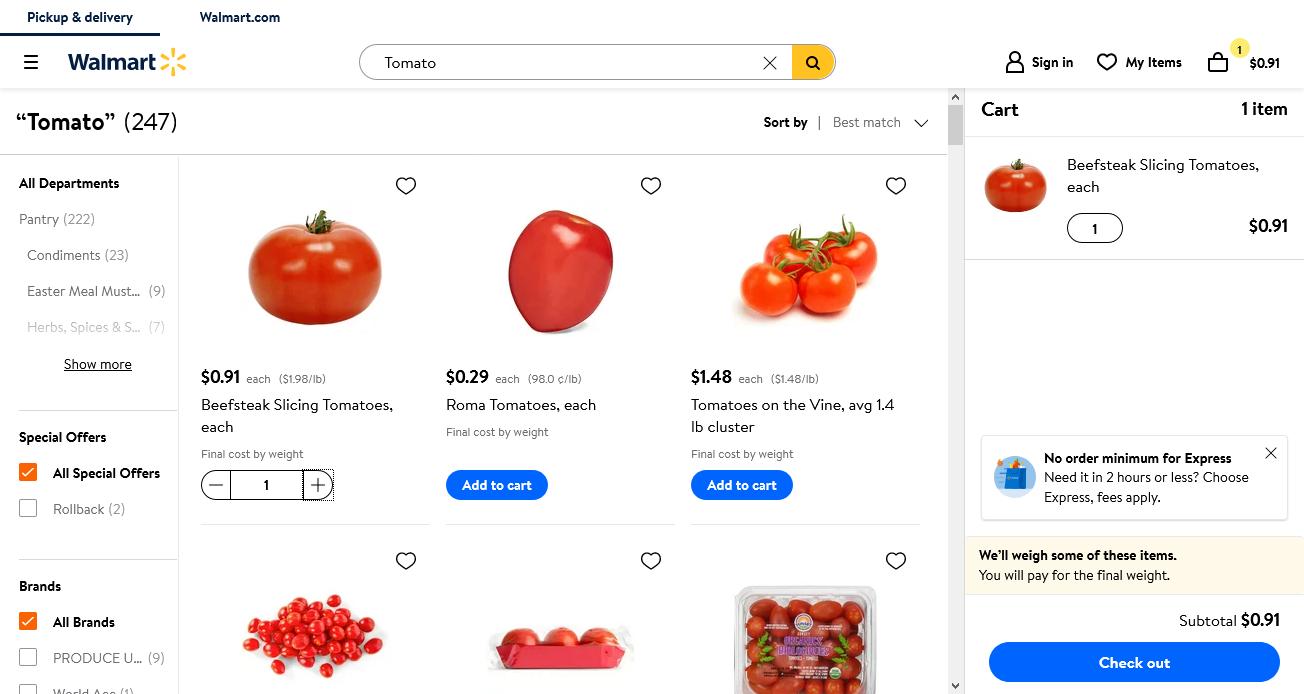 Pickup & delivery
Walmart.com
Walmart
Tomato
Sign in
My Items
1
$0.91
“Tomato” (247)
Sort by | Best match
All Departments
Pantry (222)
Condiments (23)
Easter Meal Must... (9)
Herbs, Spices & S... (7)
Show more
Special Offers
All Special Offers
Rollback (2)
Brands
All Brands
PRODUCE U... (9)
World Acc (1)
$0.91 each ($1.98/lb)
Beefsteak Slicing Tomatoes,
each
Final cost by weight
1
$0.29 each (98.0 ¢/lb)
Roma Tomatoes, each
Final cost by weight
Add to cart
$1.48 each ($1.48/lb)
Tomatoes on the Vine, avg 1.4
lb cluster
Final cost by weight
Add to cart
ORGANICS
BIOLOGIQUES
Cart
1 item
Beefsteak Slicing Tomatoes,
each
1
$0.91
No order minimum for Express
Need it in 2 hours or less? Choose
Express, fees apply.
We’ll weigh some of these items.
You will pay for the final weight.
Subtotal $0.91
Check out